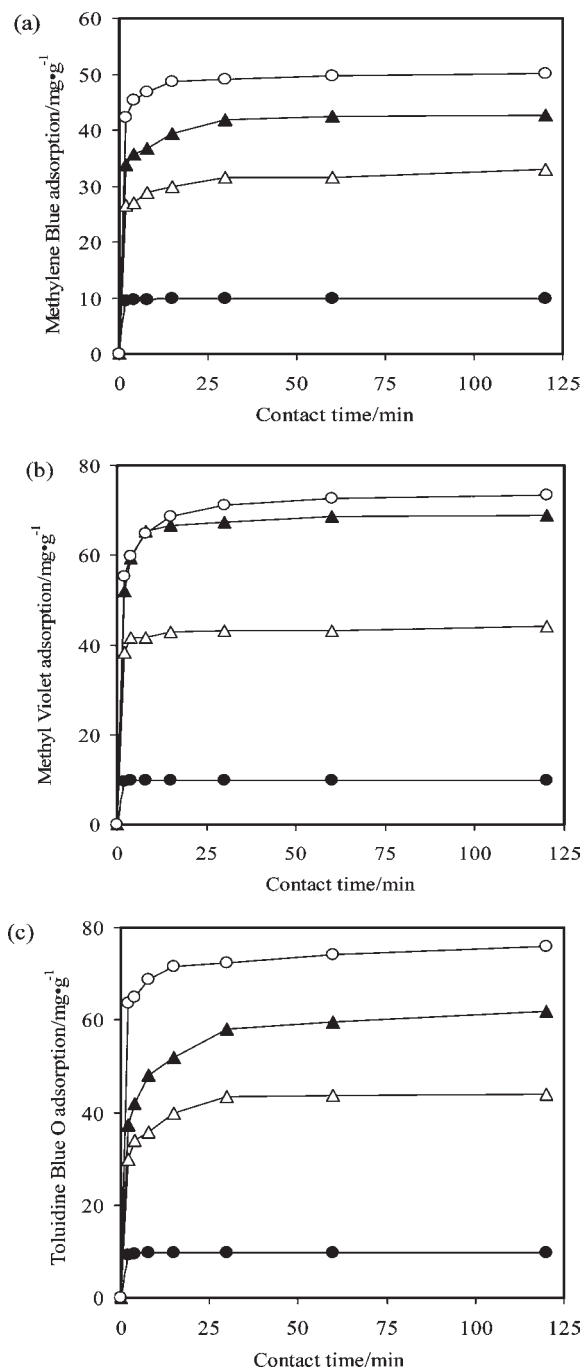 (a)
60
50
40
30
20
10
0
Methylene Blue adsorption/mg•g-1
0 25 50 75 100 125
Contact time/min
(b)
80
60
40
20
0
Methyl Violet adsorption/mg•g-1
0 25 50 75 100 125
Contact time/min
(c)
80
60
40
20
0
Toluidine Blue O adsorption/mg•g-1
0 25 50 75 100 125
Contact time/min